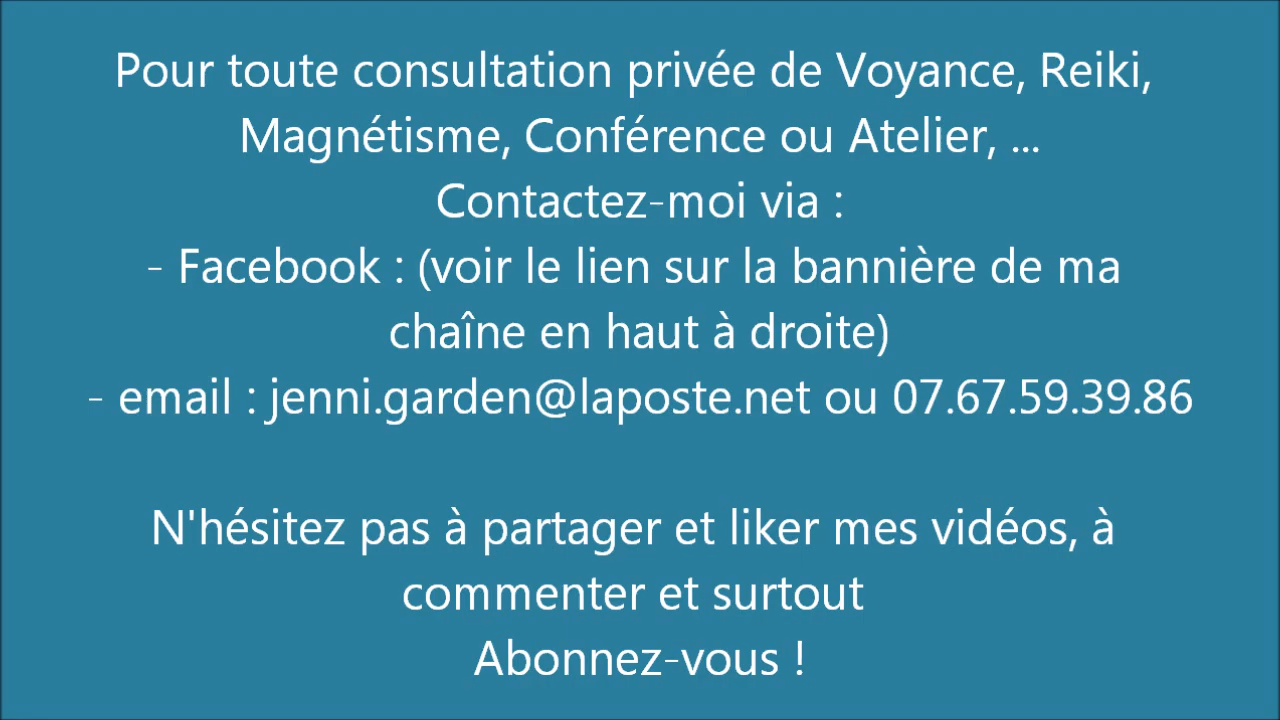 Pour toute consultation privée de Voyance, Reiki,
Magnétisme, Conférence ou Atelier, ...
Contactez-moi via :
- Facebook : (voir le lien sur la bannière de ma
chaîne en haut à droite)
- email : jenni.garden@laposte.net ou 07.67.59.39.86
N'hésitez pas à partager et liker mes vidéos, à
commenter et surtout
Abonnez-vous !